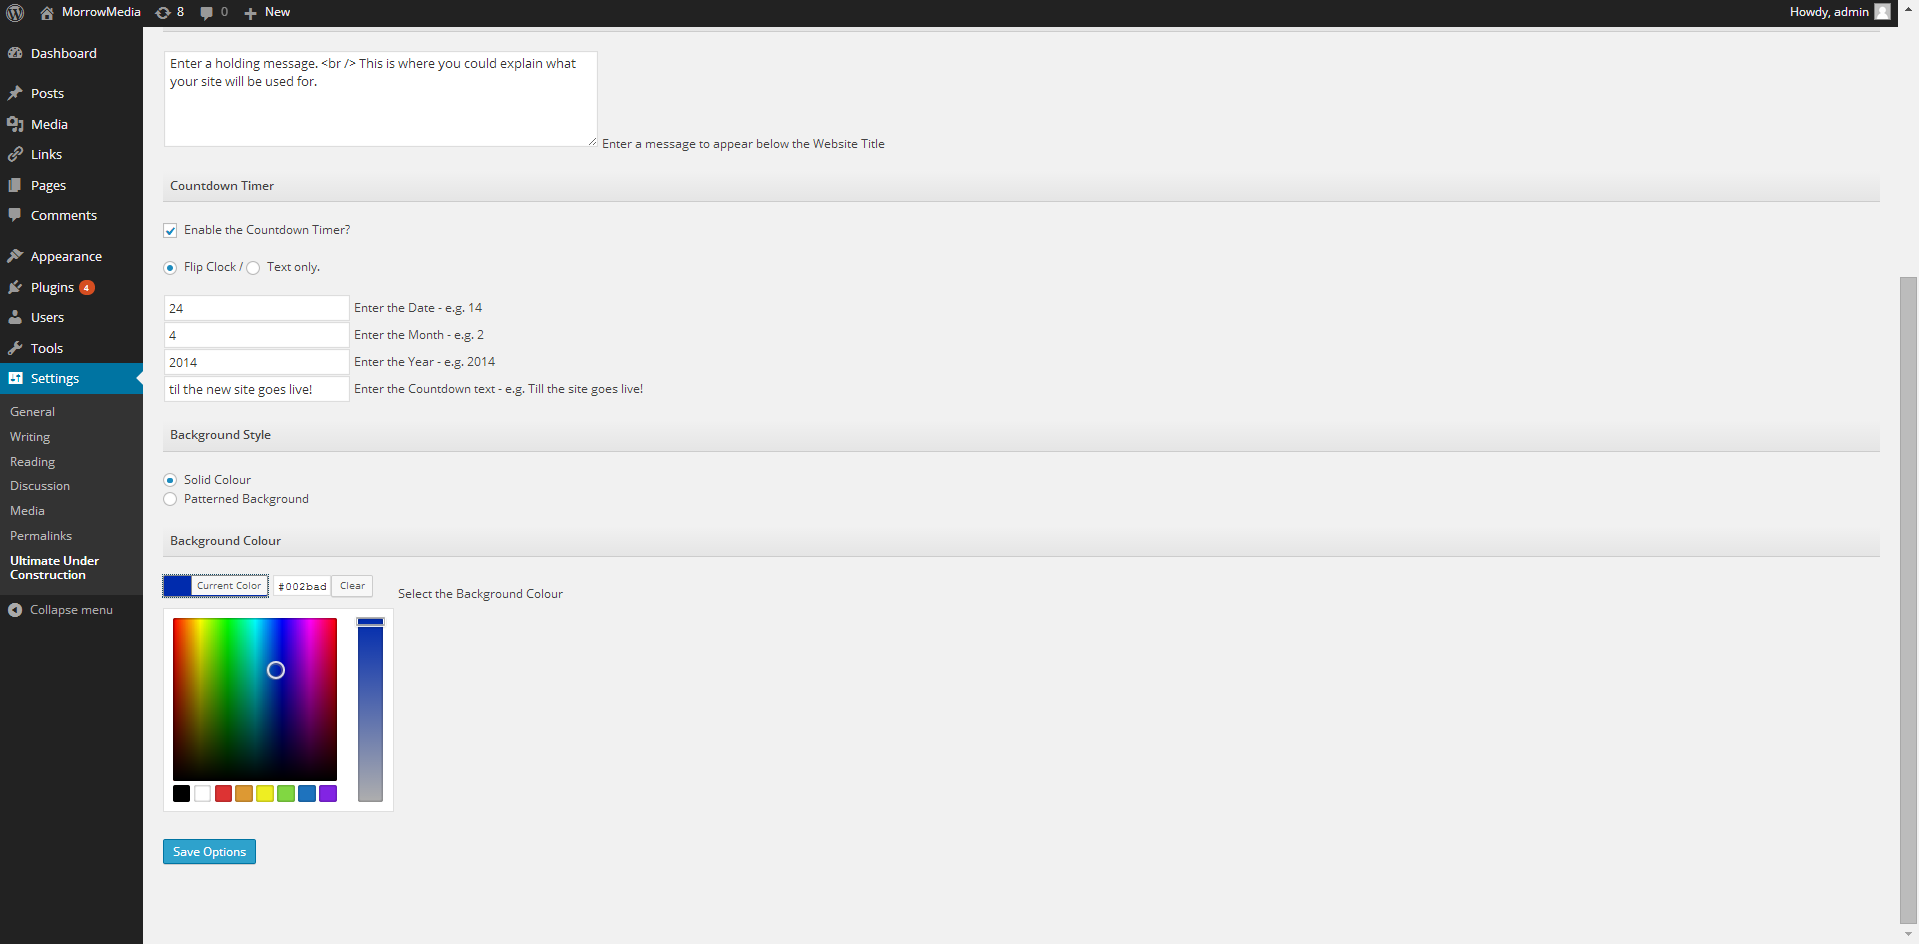 MorrowMedia 8 0 New Howdy, admin
Dashboard
Posts
Media
Links
Pages
Comments
Appearance
Plugins 4
Users
Tools
Settings
General
Writing
Reading
Discussion
Media
Permalinks
Ultimate Under
Construction
Collapse menu
Enter a holding message. <br /> This is where you could explain what
your site will be used for.
Enter a message to appear below the Website Title
Countdown Timer
Enable the Countdown Timer?
Flip Clock / Text only.
24 Enter the Date - e.g. 14
4 Enter the Month - e.g. 2
2014 Enter the Year - e.g. 2014
til the new site goes live! Enter the Countdown text - e.g. Till the site goes live!
Background Style
Solid Colour
Patterned Background
Background Colour
Current Color #002bad Clear Select the Background Colour
Save Options